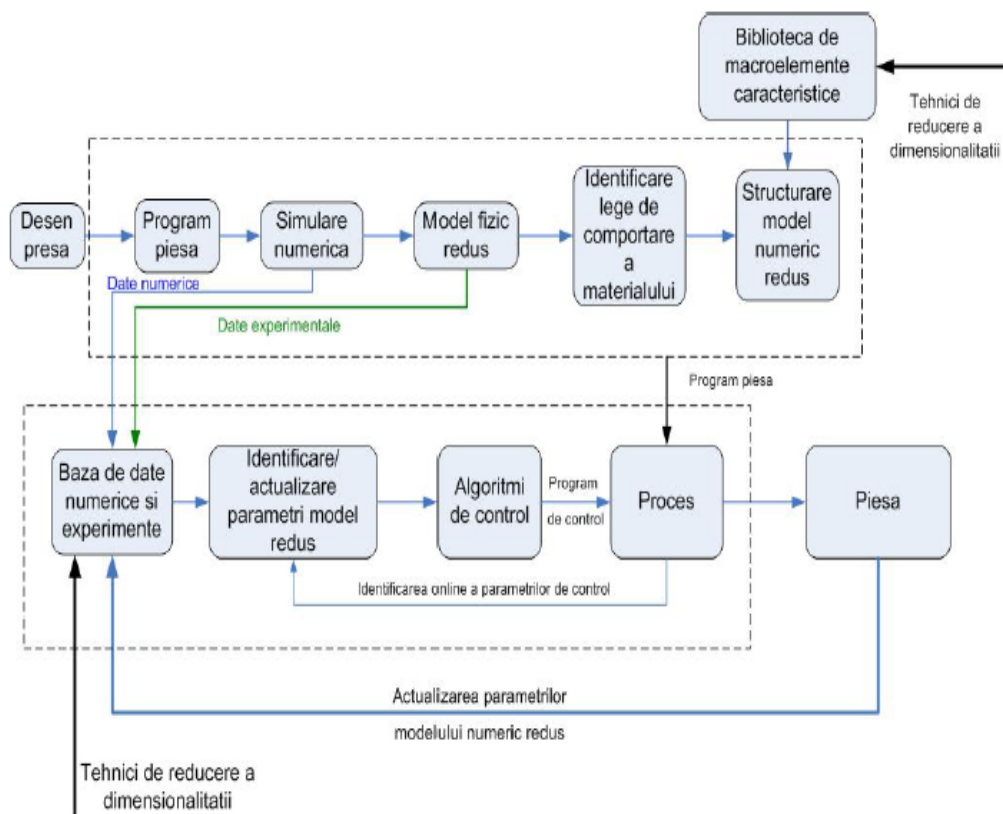 Biblioteca de
macroelemente
caracteristice
Tehnici de
reducere a
dimensionalitatii
Desen
presa
Program
piesa
Simulare
numerica
Model fizic
redus
Identificare
lege de
comportare
a
materialului
Structurare
model
numeric
redus
Date numerice
Date experimentale
Program piesa
Baza de date
numerice si
experimente
Identificare/
actualizare
parametri model
redus
Algoritmi
de control
Program
de control
Proces
Piesa
Identificarea online a parametrilor de control
Actualizarea parametrilor
modelului numeric redus
Tehnici de reducere a
dimensionalitatii